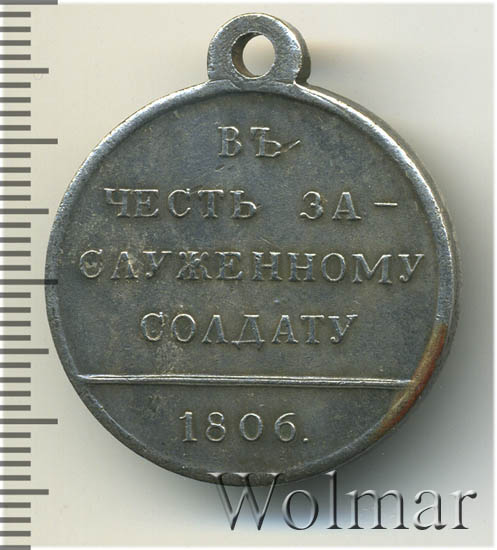 ВЪ
ЧЕСТЬ ЗА-
СЛУЖЕННОМУ
СОЛДАТУ
1806.
Wolmar